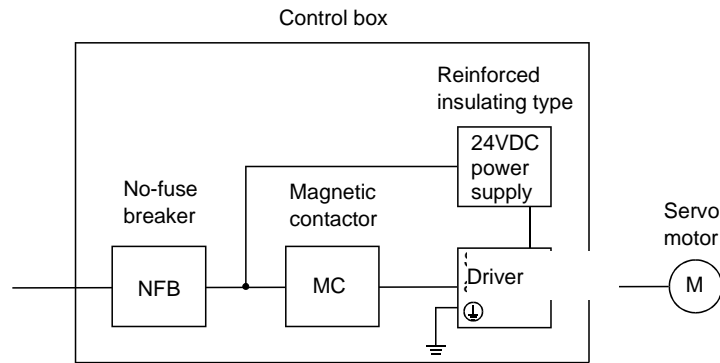 Control box
Reinforced
insulating type
24VDC
power
supply
No-fuse
breaker
Magnetic
contactor
Servo
motor
NFB
MC
Driver
M